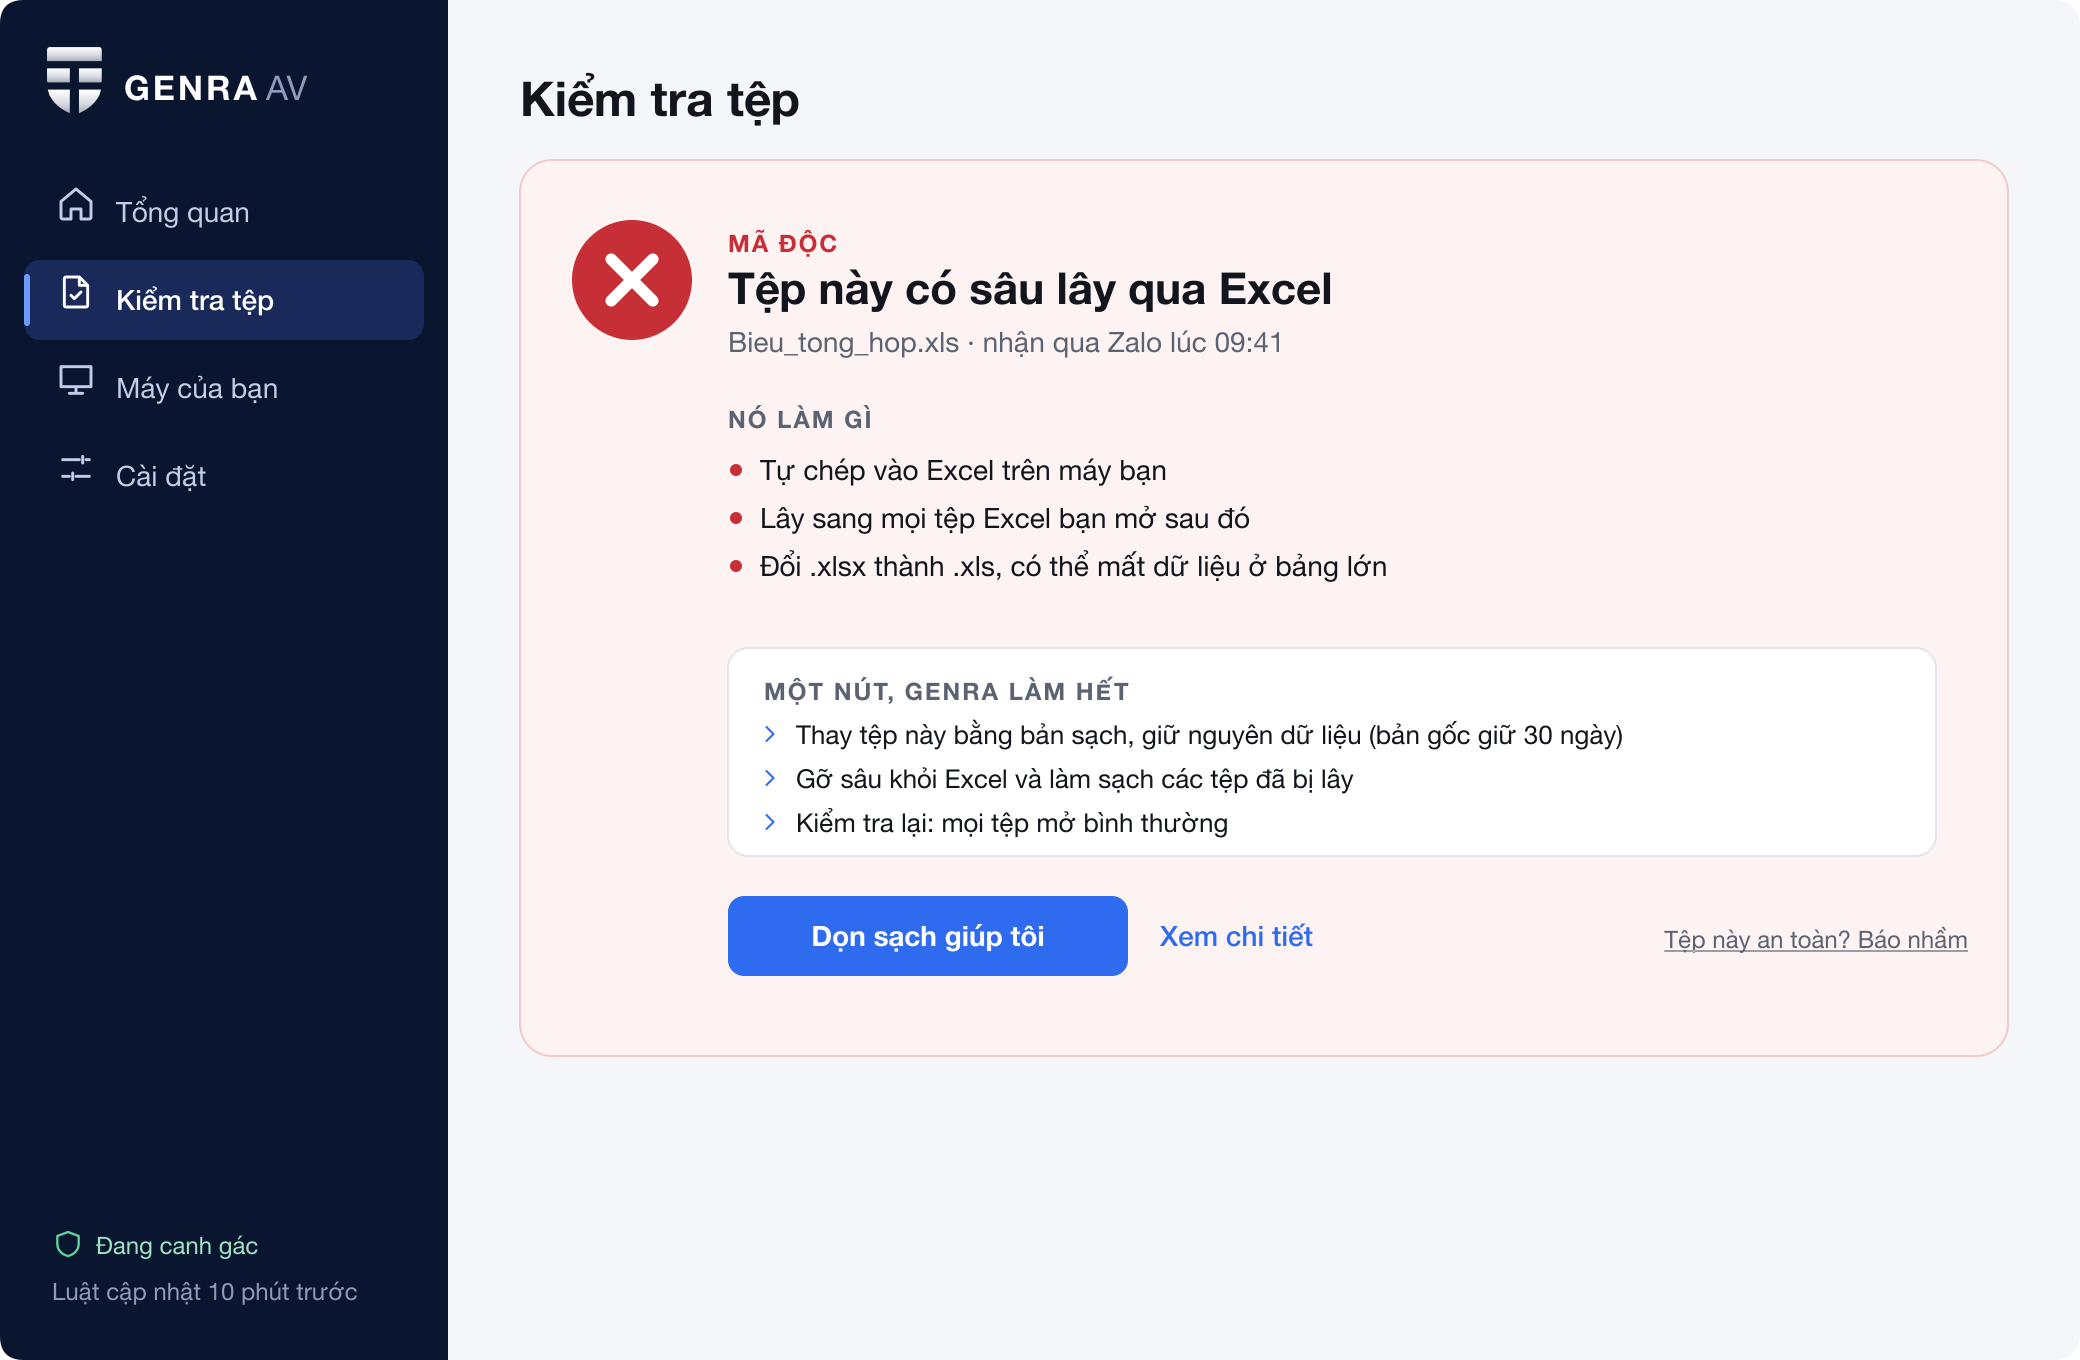 GENRA AV
Tổng quan
Kiểm tra tệp
Máy của bạn
Cài đặt
Đang canh gác
Luật cập nhật 10 phút trước
Kiểm tra tệp
MÃ ĐỘC
Tệp này có sâu lây qua Excel
Bieu_tong_hop.xls · nhận qua Zalo lúc 09:41
NÓ LÀM GÌ
Tự chép vào Excel trên máy bạn
Lây sang mọi tệp Excel bạn mở sau đó
Đổi .xlsx thành .xls, có thể mất dữ liệu ở bảng lớn
MỘT NÚT, GENRA LÀM HẾT
Thay tệp này bằng bản sạch, giữ nguyên dữ liệu (bản gốc giữ 30 ngày)
Gỡ sâu khỏi Excel và làm sạch các tệp đã bị lây
Kiểm tra lại: mọi tệp mở bình thường
Dọn sạch giúp tôi
Xem chi tiết
Tệp này an toàn? Báo nhầm